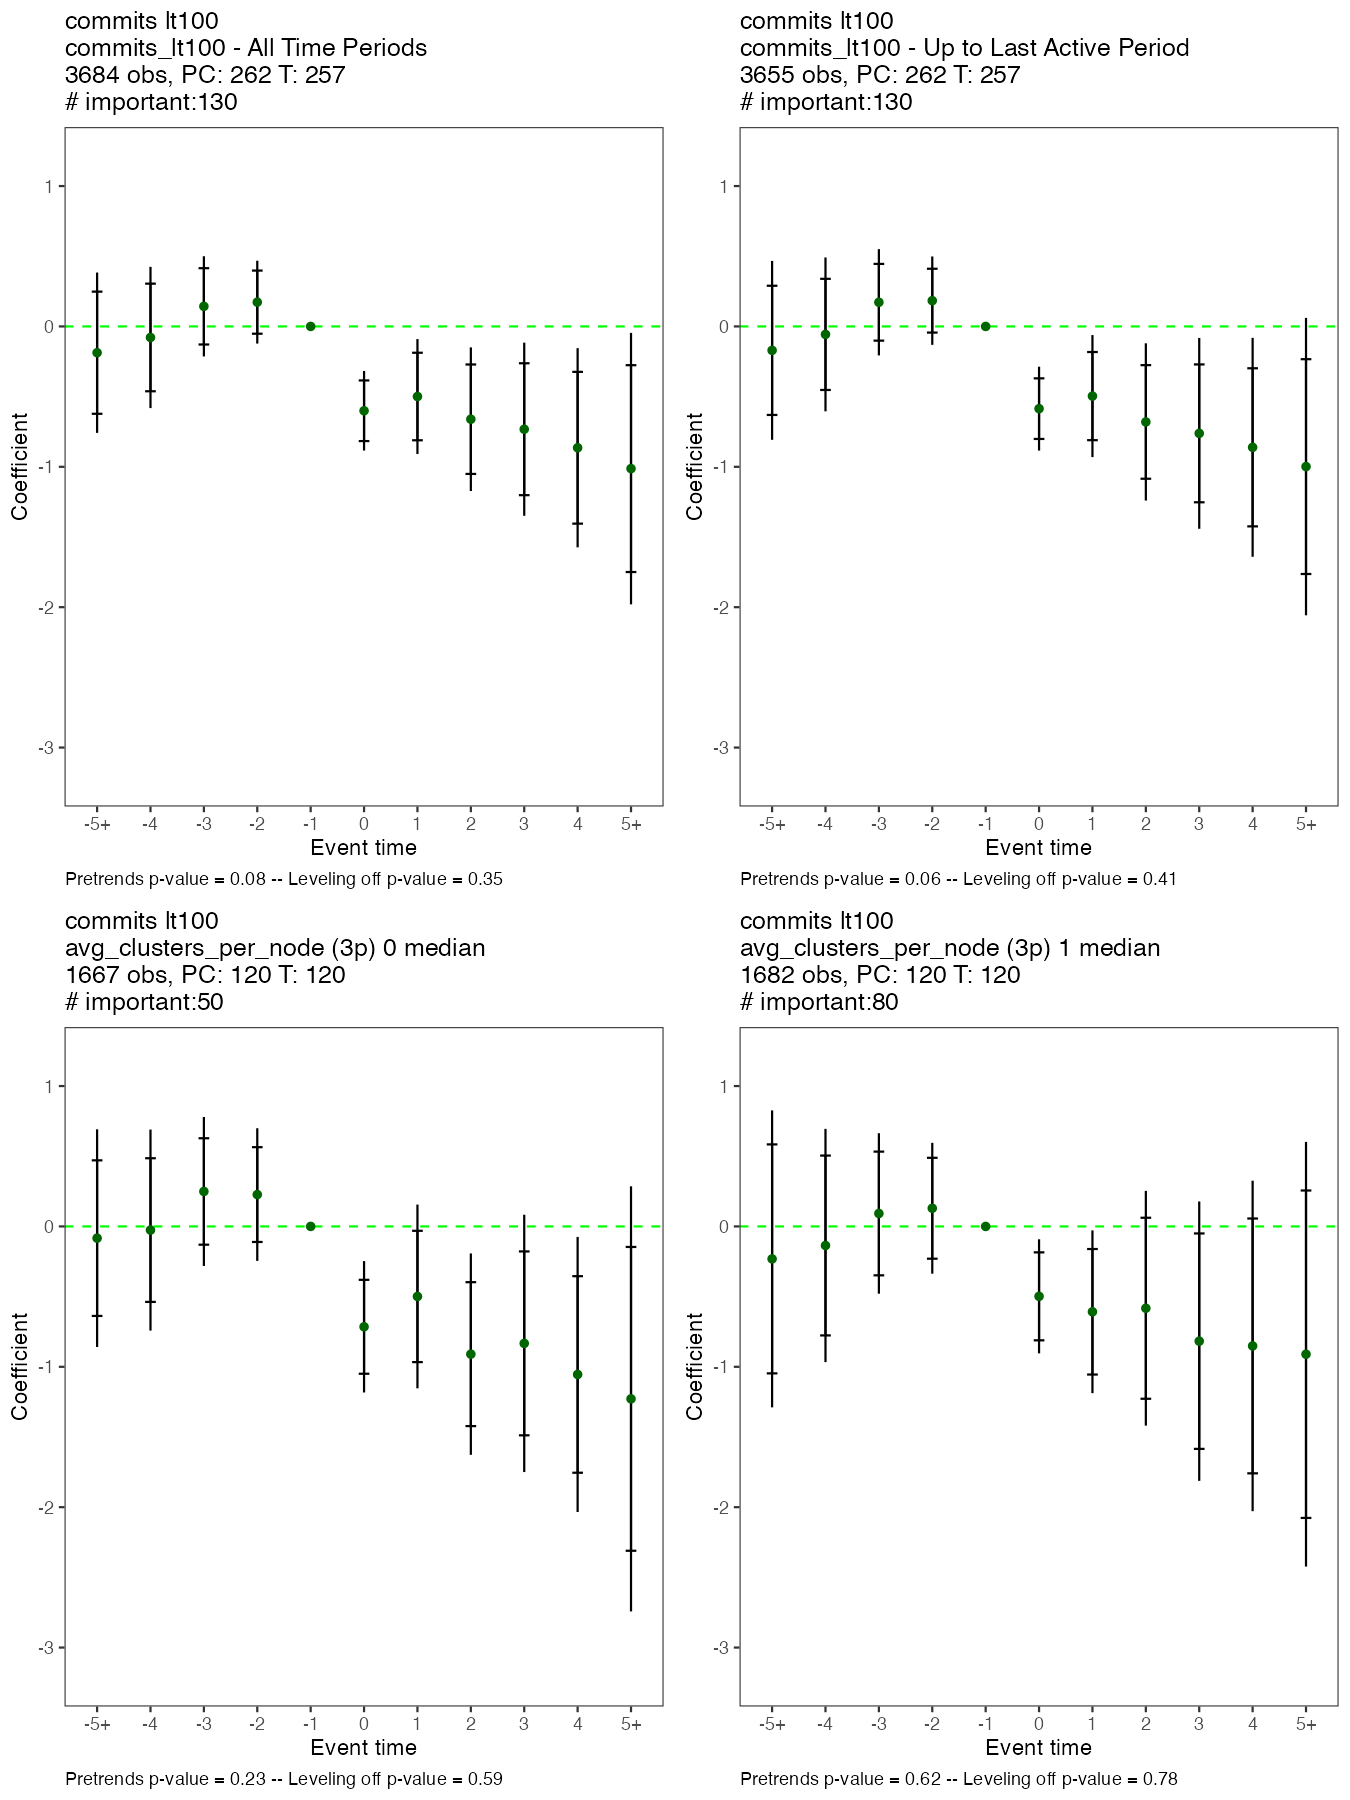 commits lt100
commits_lt100 - All Time Periods
3684 obs, PC: 262 T: 257
# important:130
1
0
-1
-2
-3
Coefficient
-5+ -4 -3 -2 -1 0 1 2 3 4 5+
Event time
Pretrends p-value = 0.08 -- Leveling off p-value = 0.35
commits lt100
commits_lt100 - Up to Last Active Period
3655 obs, PC: 262 T: 257
# important:130
1
0
-1
-2
-3
Coefficient
-5+ -4 -3 -2 -1 0 1 2 3 4 5+
Event time
Pretrends p-value = 0.06 -- Leveling off p-value = 0.41
commits lt100
avg_clusters_per_node (3p) 0 median
1667 obs, PC: 120 T: 120
# important:50
1
0
-1
-2
-3
Coefficient
-5+ -4 -3 -2 -1 0 1 2 3 4 5+
Event time
Pretrends p-value = 0.23 -- Leveling off p-value = 0.59
commits lt100
avg_clusters_per_node (3p) 1 median
1682 obs, PC: 120 T: 120
# important:80
1
0
-1
-2
-3
Coefficient
-5+ -4 -3 -2 -1 0 1 2 3 4 5+
Event time
Pretrends p-value = 0.62 -- Leveling off p-value = 0.78